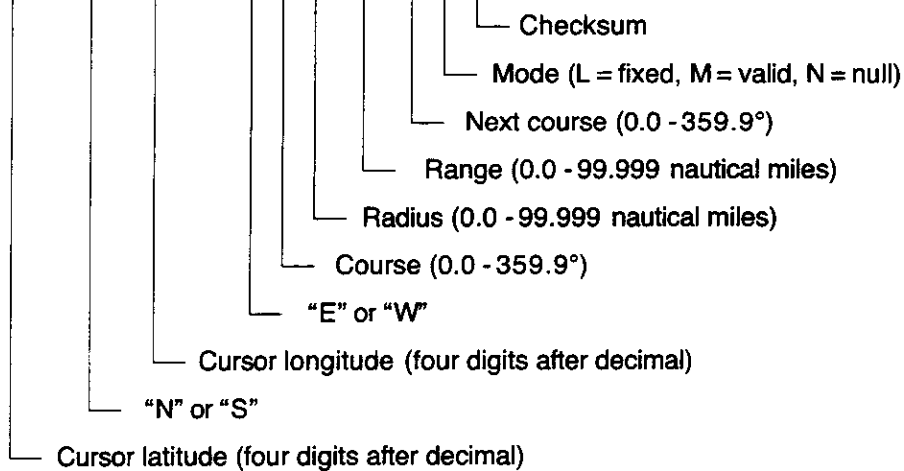 Checksum
Mode (L = fixed, M = valid, N = null)
Next course (0.0 - 359.9°)
Range (0.0 - 99.999 nautical miles)
Radius (0.0 - 99.999 nautical miles)
Course (0.0 - 359.9°)
“E” or “W”
Cursor longitude (four digits after decimal)
“N” or “S”
Cursor latitude (four digits after decimal)